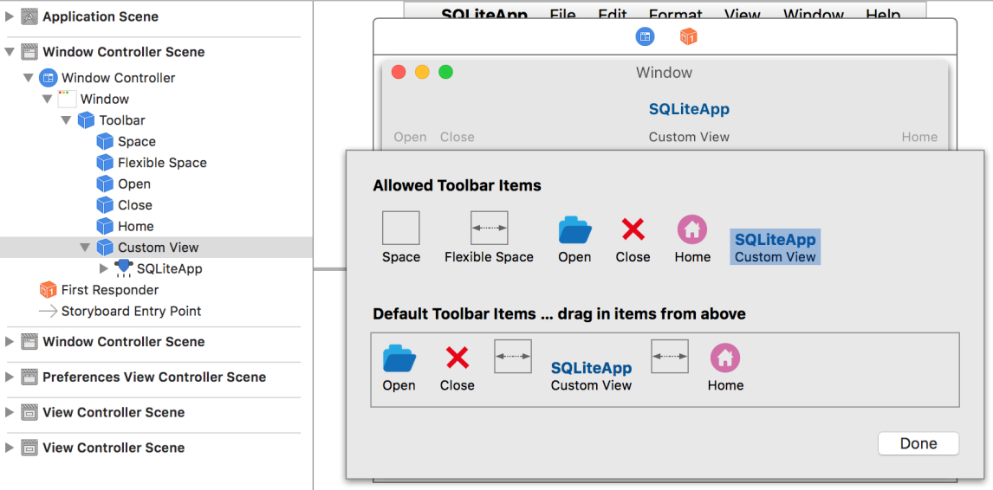 Application Scene
Window Controller Scene
Window Controller
Window
Toolbar
Space
Flexible Space
Open
Close
Home
Custom View
SQLiteApp
First Responder
Storyboard Entry Point
Window Controller Scene
Preferences View Controller Scene
View Controller Scene
View Controller Scene
SQLiteApp File Edit Format View Window Help
Window
SQLiteApp
Open Close Custom View Home
Allowed Toolbar Items
SQLiteApp
Space Flexible Space Open Close Home Custom View
Default Toolbar Items ... drag in items from above
SQLiteApp
Open Close Custom View Home
Done